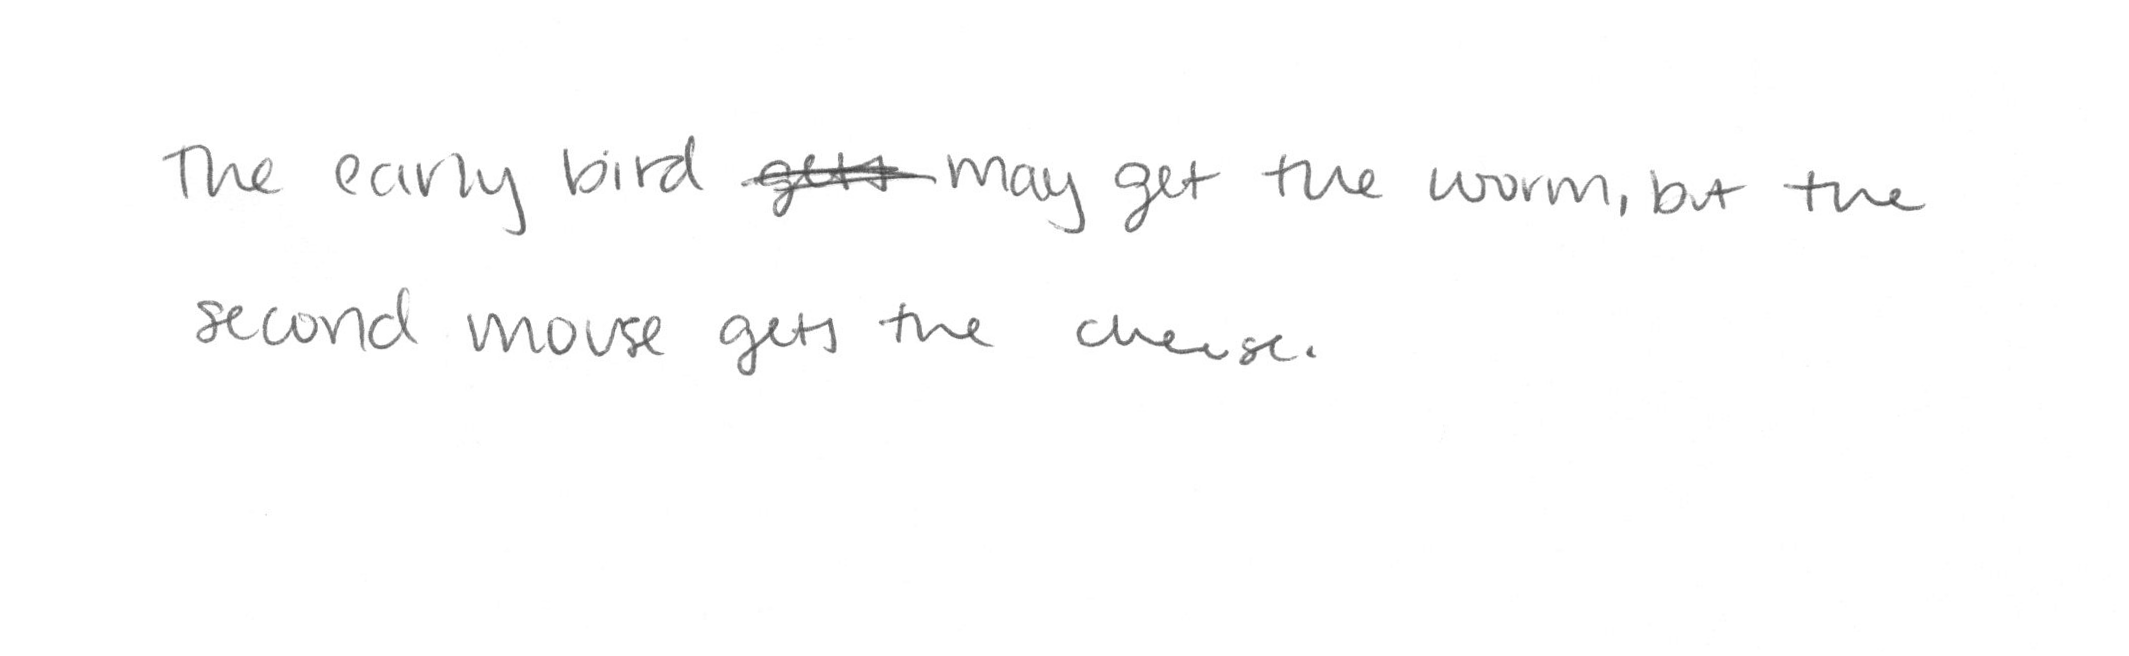 The early bird gets may get the worm, but the
second mouse gets the cheese.